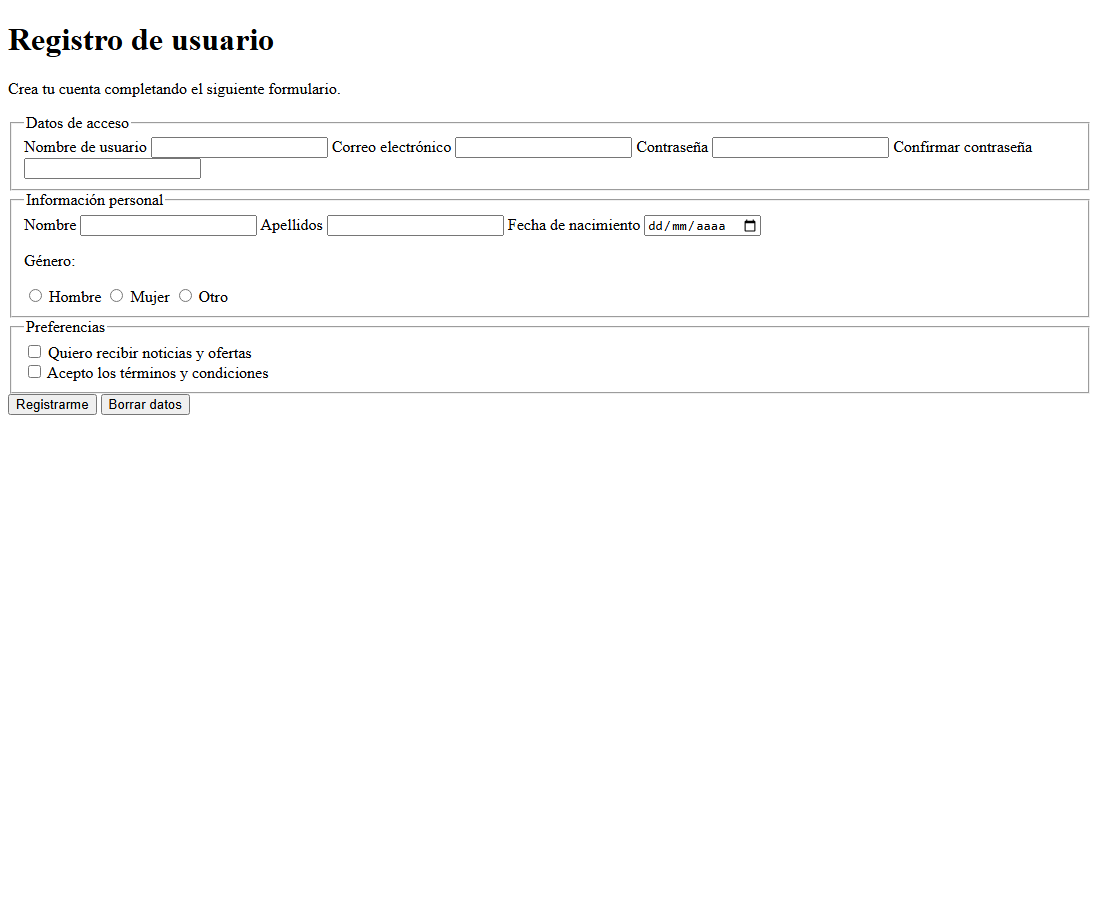 Registro de usuario
Crea tu cuenta completando el siguiente formulario.
Datos de acceso
Nombre de usuario Correo electrónico Contraseña Confirmar contraseña
Información personal
Nombre Apellidos Fecha de nacimiento dd/mm/aaaa
Género:
Hombre Mujer Otro
Preferencias
Quiero recibir noticias y ofertas
Acepto los términos y condiciones
Registrarme Borrar datos